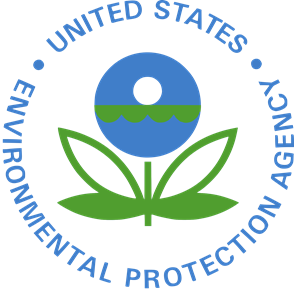 UNITED STATES
ENVIRONMENTAL PROTECTION AGENCY